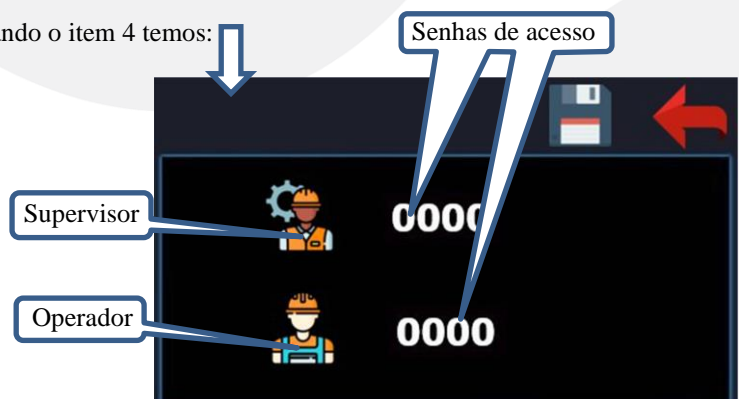 ando o item 4 temos:
Senhas de acesso
Supervisor
0000
Operador
0000